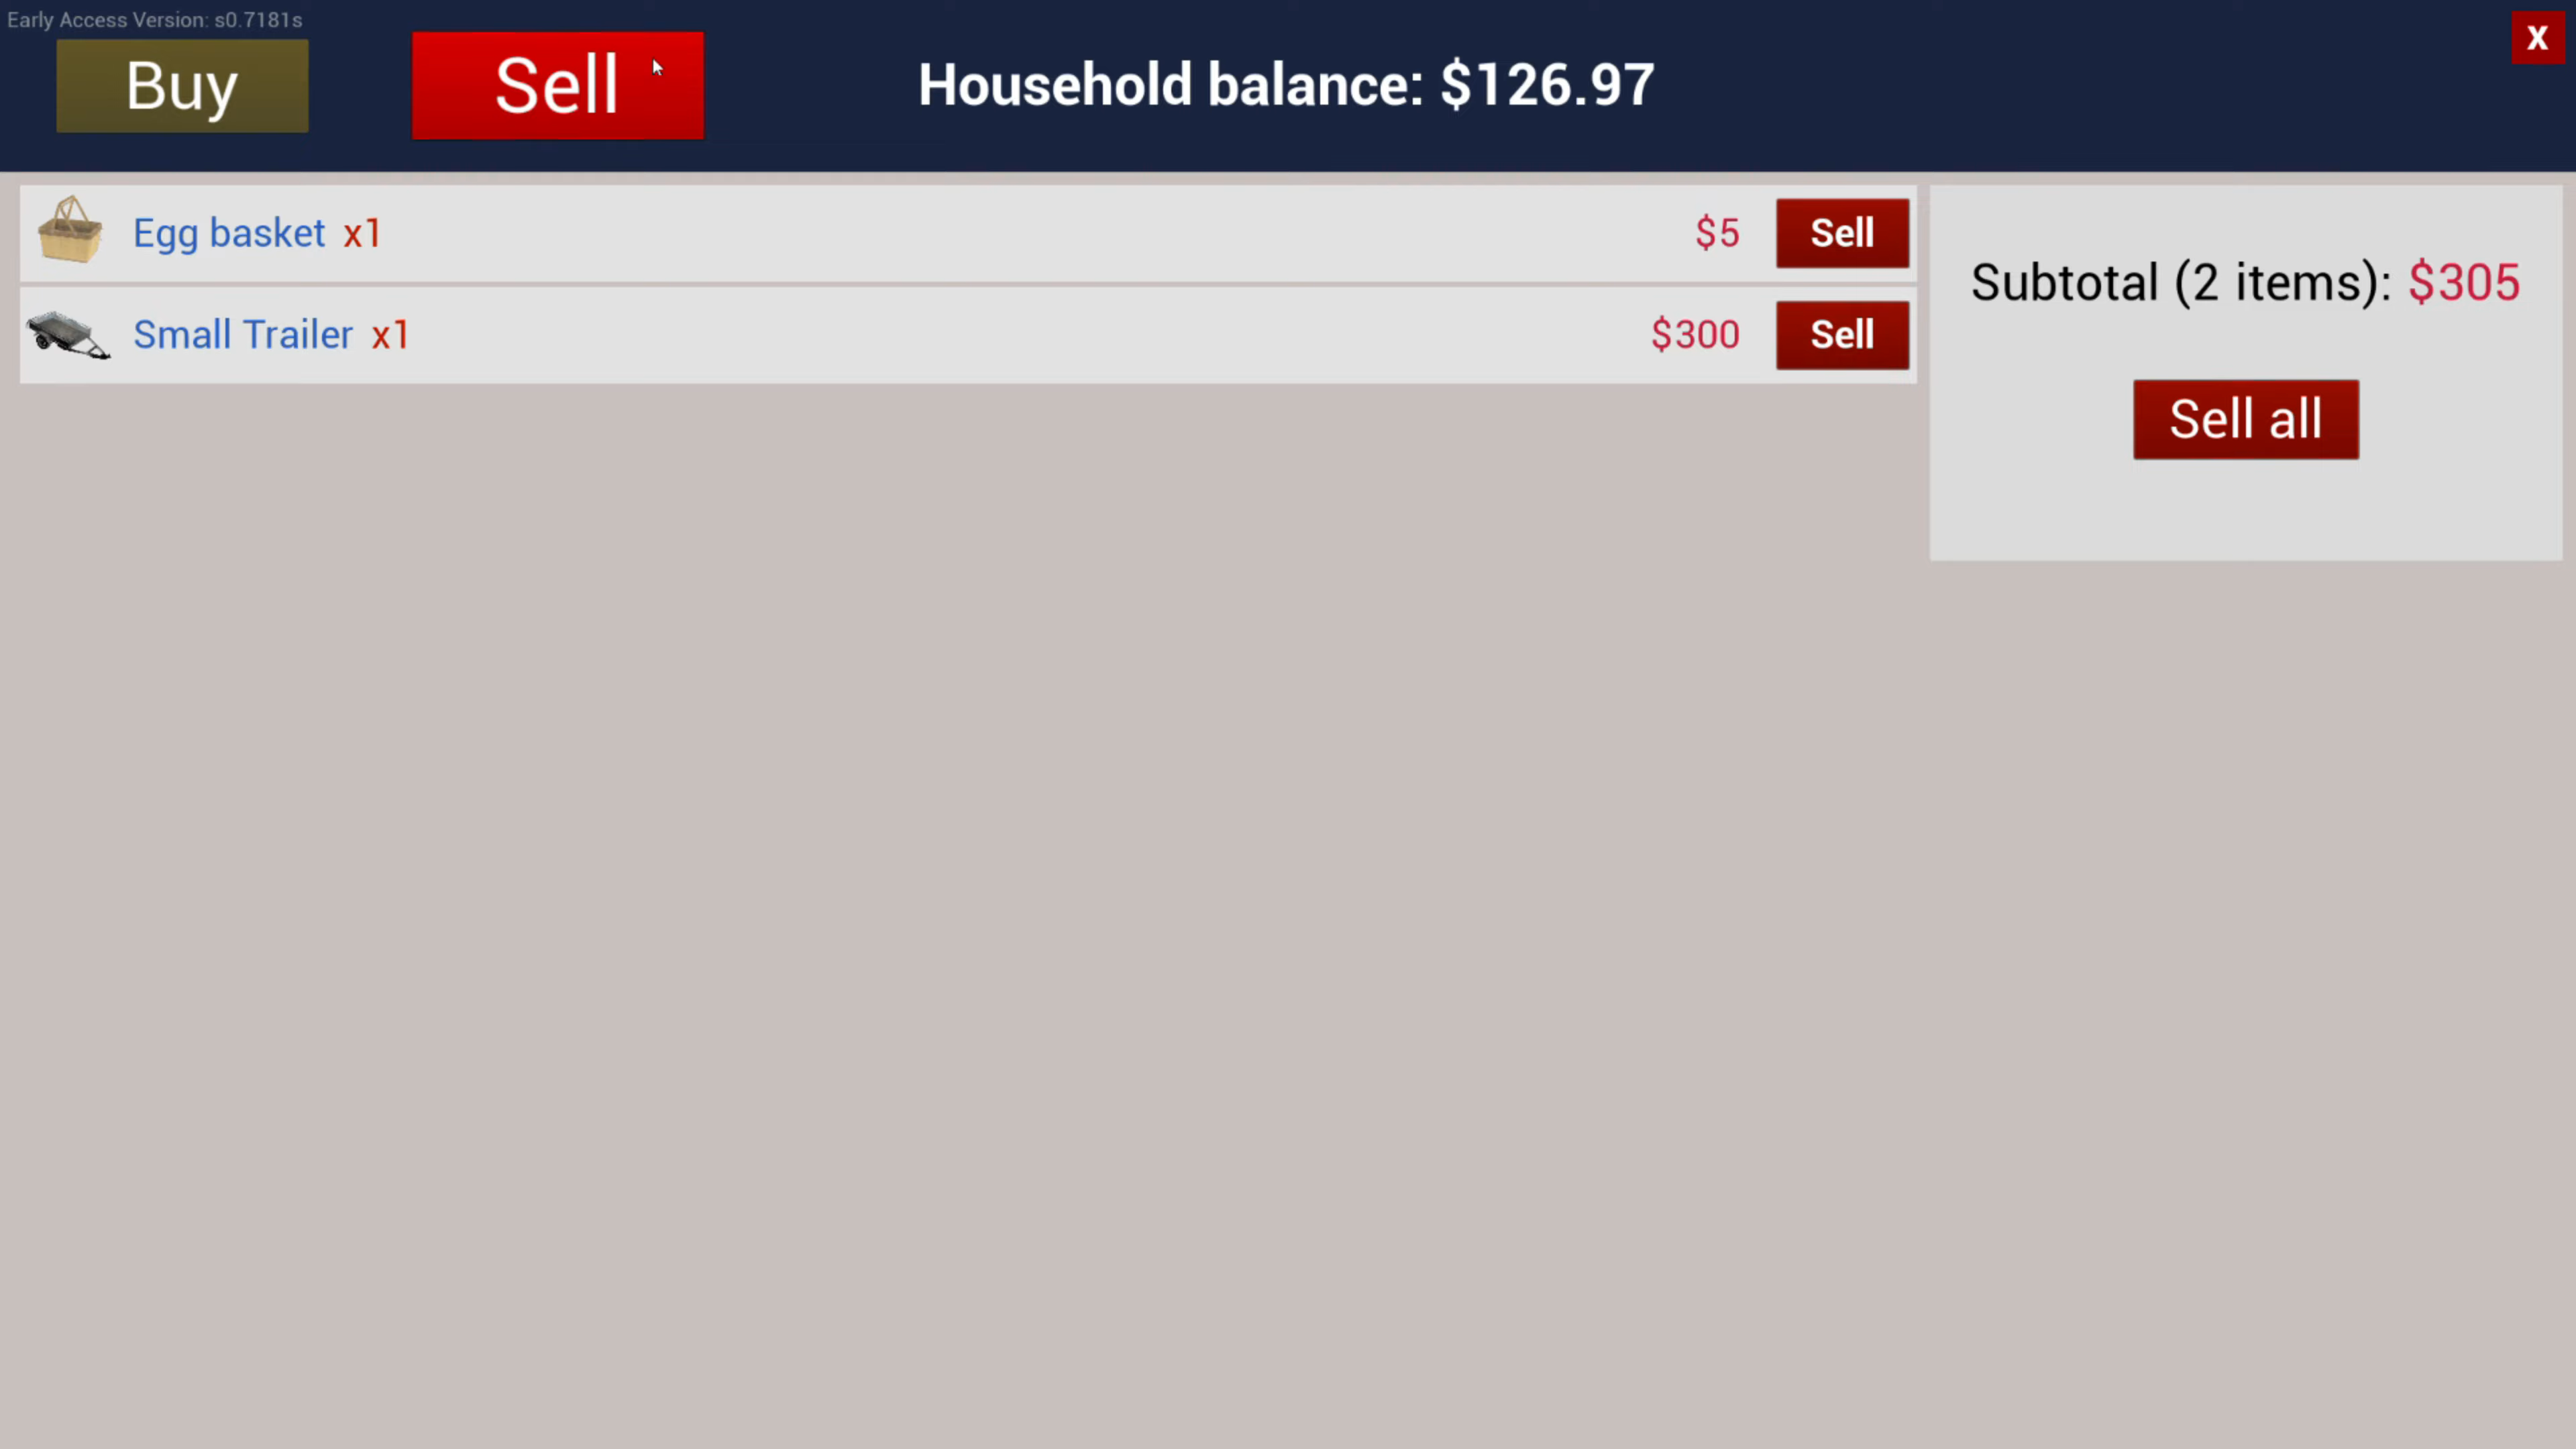 Early Access Version: s0.7181s
Buy
Sell
Household balance: $126.97
X
Egg basket x1
$5
Sell
Small Trailer x1
$300
Sell
Subtotal (2 items): $305
Sell all